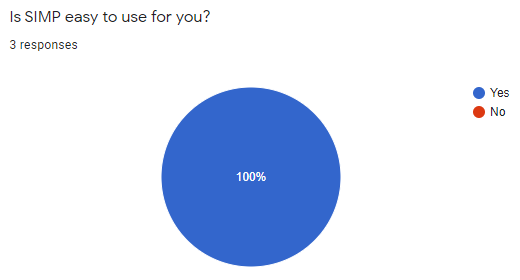 Is SIMP easy to use for you?
3 responses
Yes
No
100%